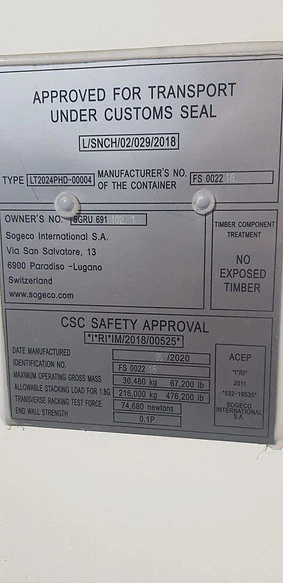 APPROVED FOR TRANSPORT
UNDER CUSTOMS SEAL
L/SNCH/02/029/2018
TYPE LT2024PHD-00004 MANUFACTURER'S NO. OF THE CONTAINER FS 0022 18
OWNER'S NO. SGRU 691
Sogeco International S.A.
Via San Salvatore, 13
6900 Paradiso -Lugano
Switzerland
www.sogeco.com
TIMBER COMPONENT
TREATMENT
NO
EXPOSED
TIMBER
CSC SAFETY APPROVAL
*I*RI*IM/2018/00525*
DATE MANUFACTURED /2020
IDENTIFICATION NO. FS 0022 18
MAXIMUM OPERATING GROSS MASS 30,480 kg 67,200 lb
ALLOWABLE STACKING LOAD FOR 1.8G 216,000 kg 476,200 lb
TRANSVERSE RACKING TEST FORCE 74,680 newtons
END WALL STRENGTH 0.1P
ACEP
*I*RI*
2011
*932-19535*
SOGECO
INTERNATIONAL
S.A.